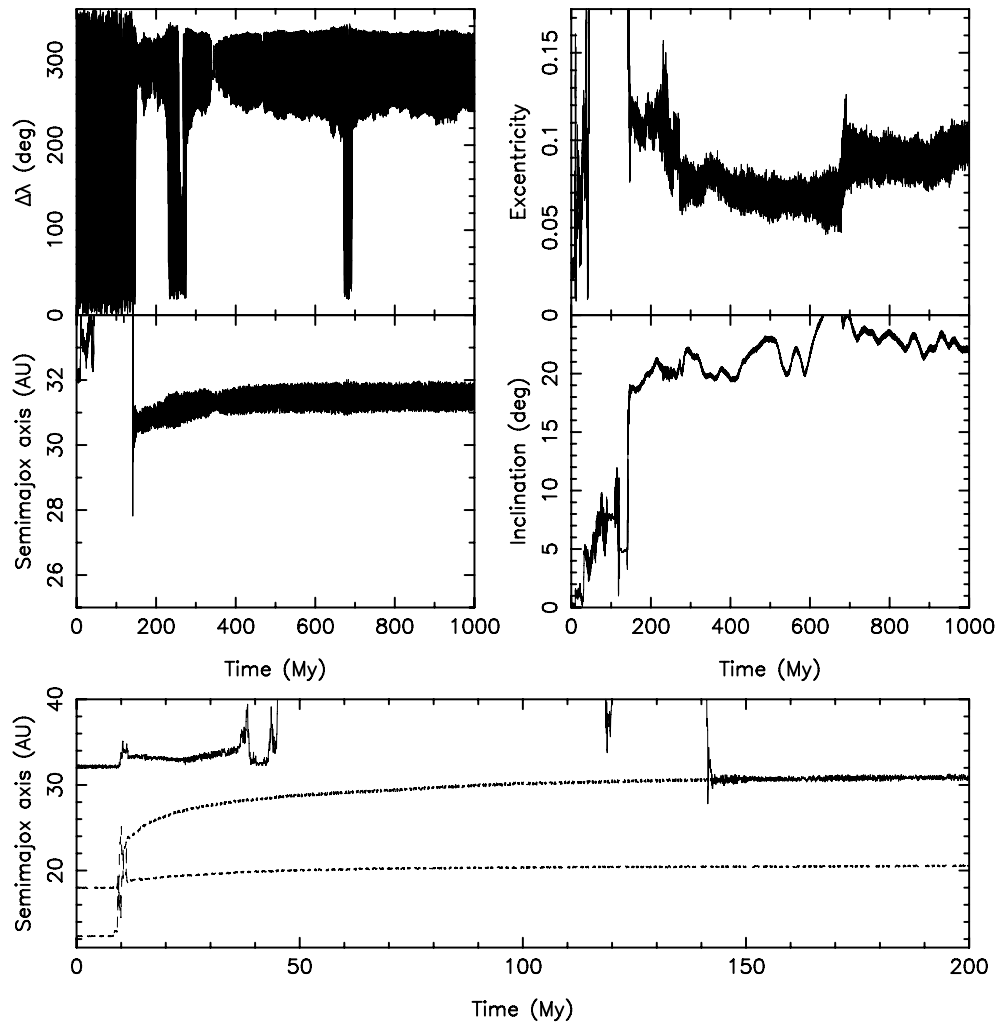 300
200
100
0
Δλ (deg)
0.15
0.1
0.05
0
Excentricity
32
30
28
26
Semimajox axis (AU)
20
15
10
5
0
Inclination (deg)
0 200 400 600 800 1000
0 200 400 600 800 1000
Time (My)
Time (My)
40
30
20
Semimajox axis (AU)
0 50 100 150 200
Time (My)